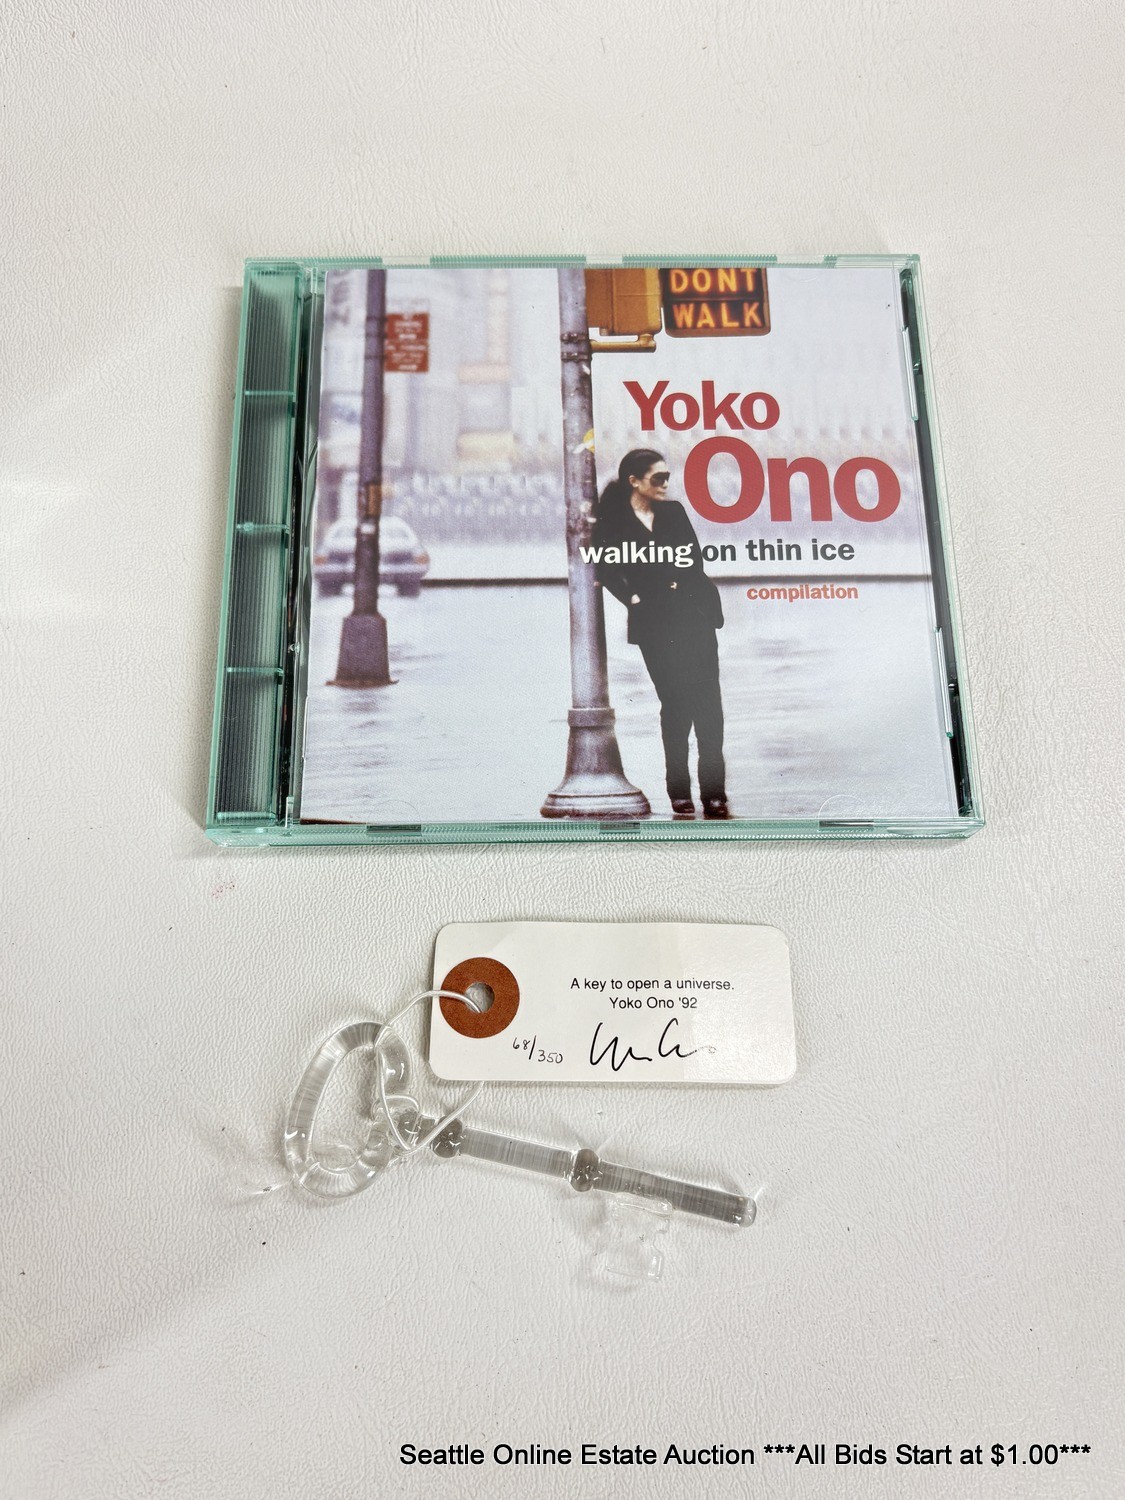 DONT
WALK
Yoko
Ono
walking on thin ice
compilation
A key to open a universe.
Yoko Ono '92
68/350
Seattle Online Estate Auction ***All Bids Start at $1.00***